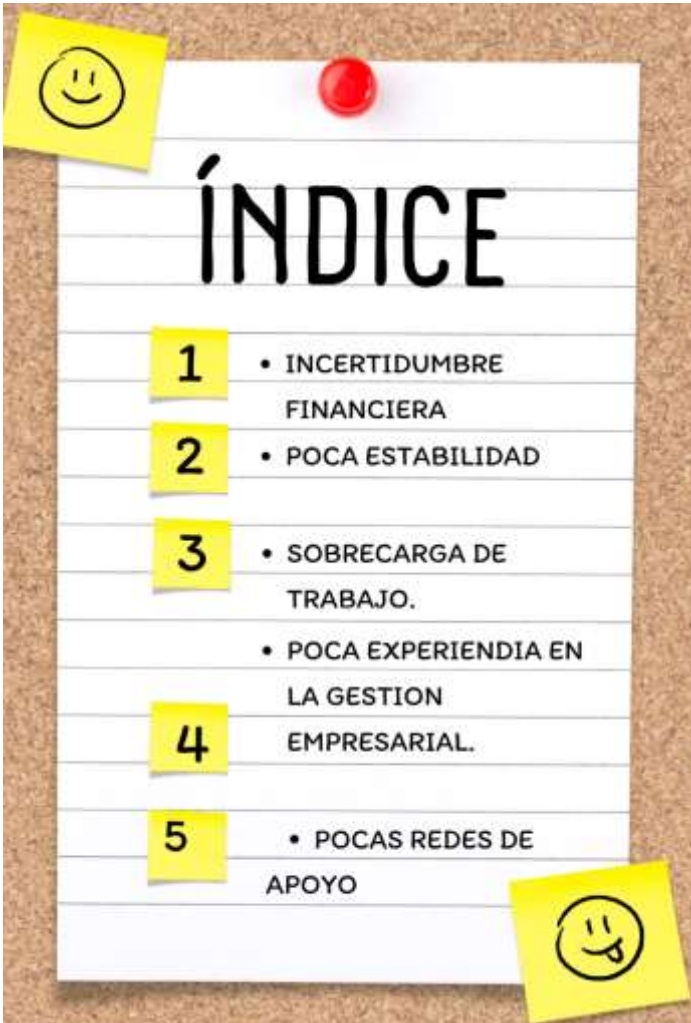 ÍNDICE
1 • INCERTIDUMBRE
FINANCIERA
2 • POCA ESTABILIDAD
3 • SOBRECARGA DE
TRABAJO.
• POCA EXPERIENDIA EN
LA GESTION
4 EMPRESARIAL.
5 • POCAS REDES DE
APOYO